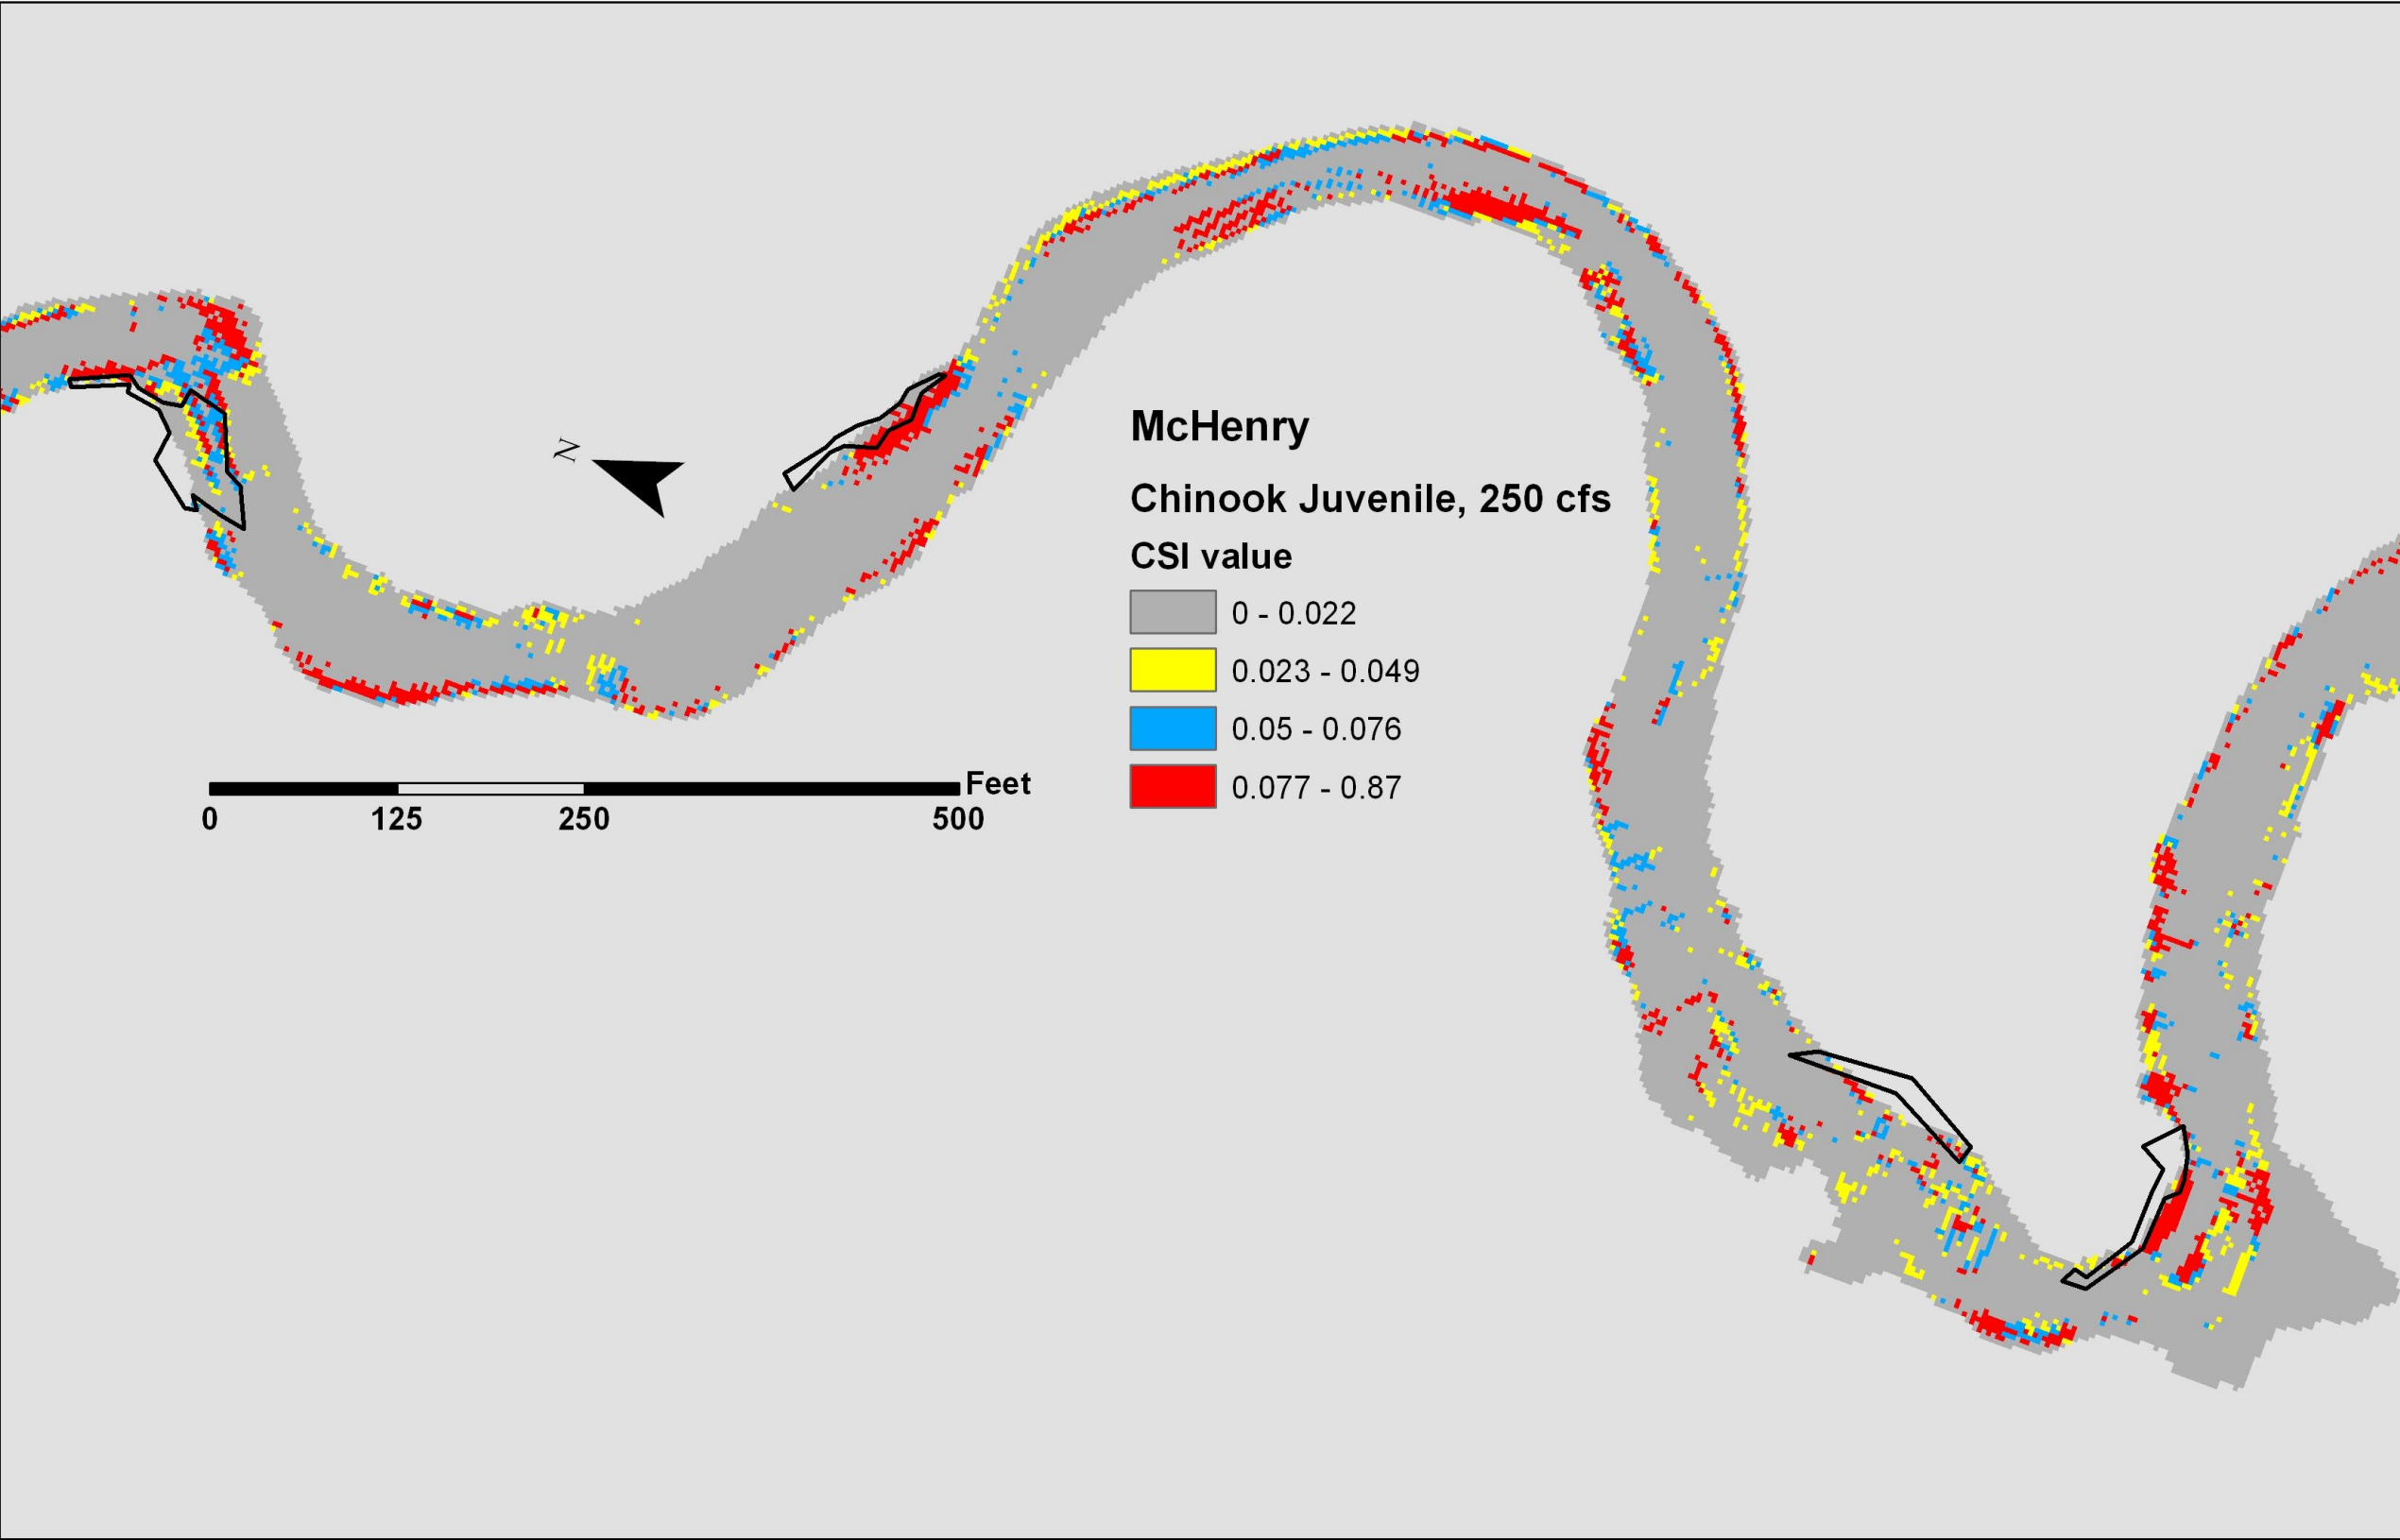 N
McHenry
Chinook Juvenile, 250 cfs
CSI value
0 - 0.022
0.023 - 0.049
0.05 - 0.076
0.077 - 0.87
Feet
0 125 250 500